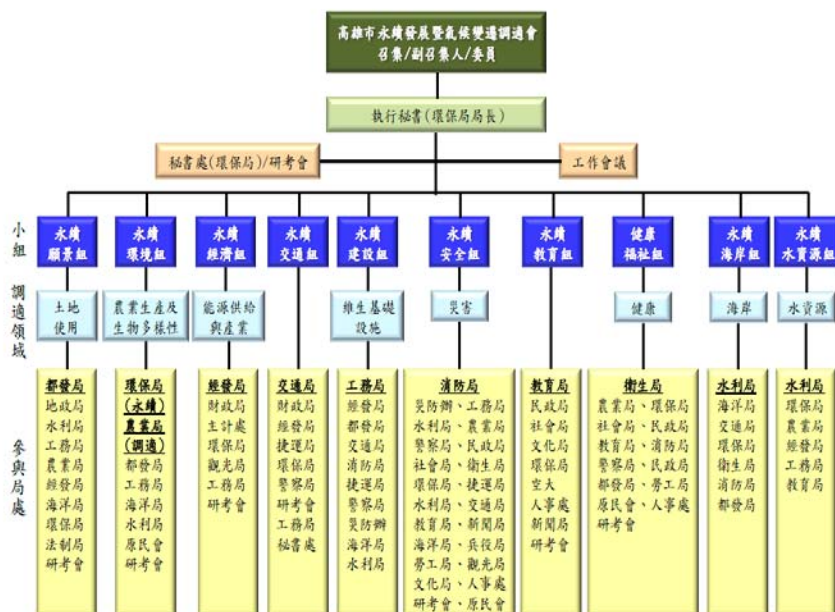 高雄市永續發展暨氣候變遷調適會
召集/副召集人/委員
執行秘書(環保局局長)
秘書處(環保局)/研考會
工作會議
小組
永續
願景組
永續
環境組
永續
經濟組
永續
交通組
永續
建設組
永續
安全組
永續
教育組
健康
福祉組
永續
海岸組
永續
水資源組
調適領域
土地
使用
農業生產及
生物多樣性
能源供給
與產業
維生基礎
設施
災害
健康
海岸
水資源
參與局處
都發局
地政局
水利局
工務局
農業局
經發局
海洋局
環保局
法制局
研考會
環保局
(永續)
農業局
(調適)
都發局
工務局
海洋局
水利局
原民會
研考會
經發局
財政局
主計處
環保局
觀光局
工務局
研考會
交通局
財政局
經發局
捷運局
環保局
警察局
研考會
工務局
秘書處
工務局
經發局
都發局
交通局
消防局
捷運局
警察局
災防辦
海洋局
水利局
消防局
災防辦、工務局
水利局、農業局
警察局、民政局
社會局、衛生局
環保局、捷運局
水利局、交通局
教育局、新聞局
海洋局、兵役局
勞工局、觀光局
文化局、人事處
研考會、原民會
教育局
民政局
社會局
文化局
環保局
空大
人事處
新聞局
研考會
衛生局
農業局、環保局
社會局、民政局
教育局、消防局
警察局、民政局
都發局、勞工局
原民會、人事處
研考會
水利局
海洋局
交通局
環保局
衛生局
消防局
都發局
水利局
環保局
農業局
經發局
工務局
教育局